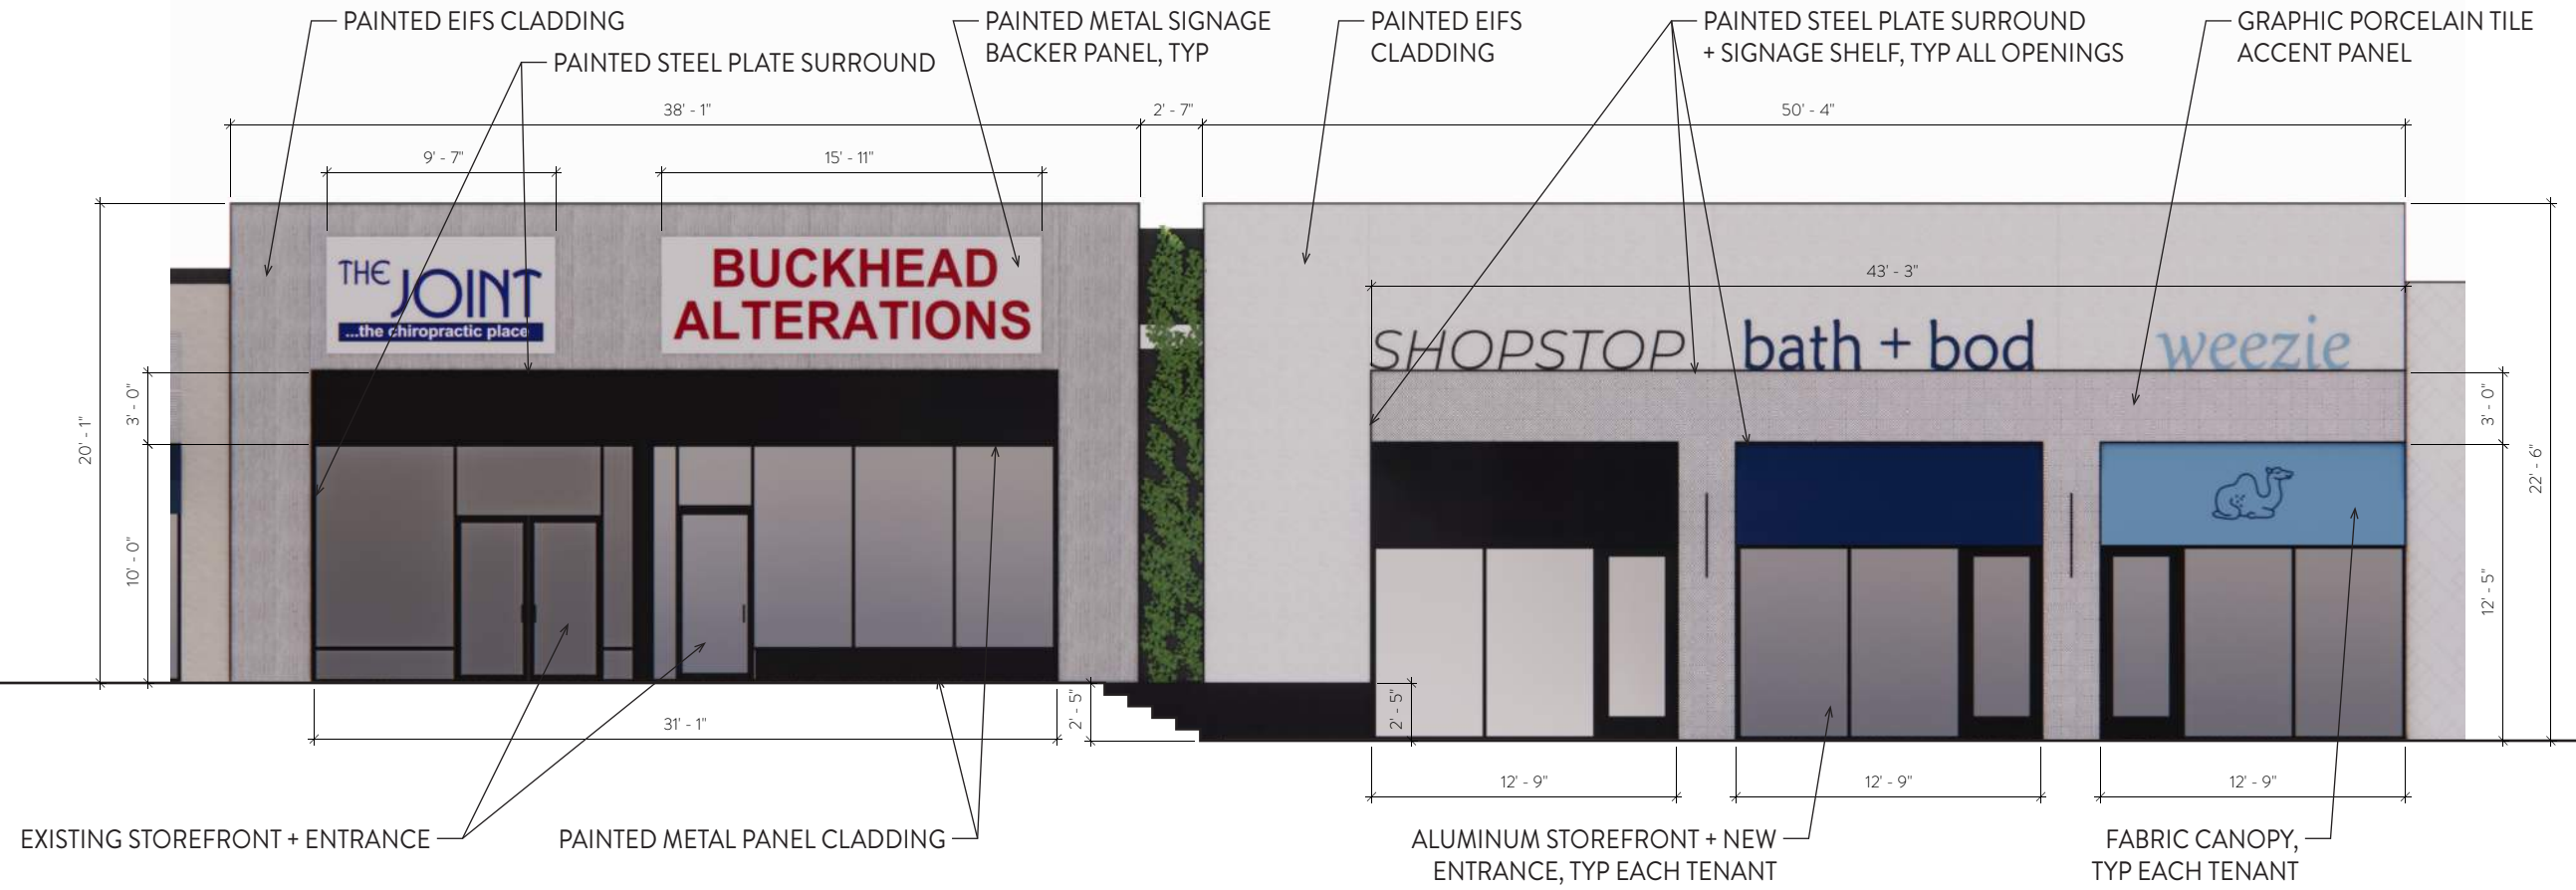 PAINTED EIFS CLADDING
PAINTED STEEL PLATE SURROUND
PAINTED METAL SIGNAGE
BACKER PANEL, TYP
PAINTED EIFS
CLADDING
PAINTED STEEL PLATE SURROUND
+ SIGNAGE SHELF, TYP ALL OPENINGS
GRAPHIC PORCELAIN TILE
ACCENT PANEL
38' - 1"
2' - 7"
50' - 4"
9' - 7"
15' - 11"
THE JOINT
...the chiropractic place
BUCKHEAD
ALTERATIONS
43' - 3"
SHOPSTOP
bath + bod
weezie
20' - 1"
3' - 0"
10' - 0"
3' - 0"
12' - 5"
22' - 6"
31' - 1"
2' - 5"
2' - 5"
12' - 9"
12' - 9"
12' - 9"
EXISTING STOREFRONT + ENTRANCE
PAINTED METAL PANEL CLADDING
ALUMINUM STOREFRONT + NEW
ENTRANCE, TYP EACH TENANT
FABRIC CANOPY,
TYP EACH TENANT